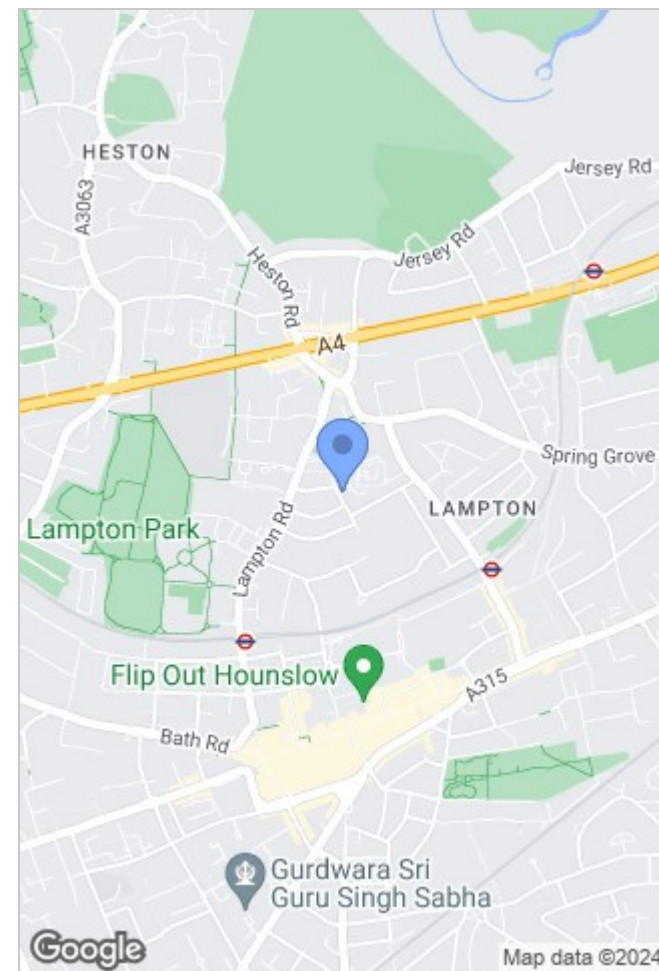 HESTON
Jersey Rd
A3063
Heston Rd
Jersey Rd
A4
Spring Grove
LAMPTON
Lampton Park
Lampton Rd
Flip Out Hounslow
A315
Bath Rd
Gurdwara Sri
Guru Singh Sabha
Google
Map data ©2024